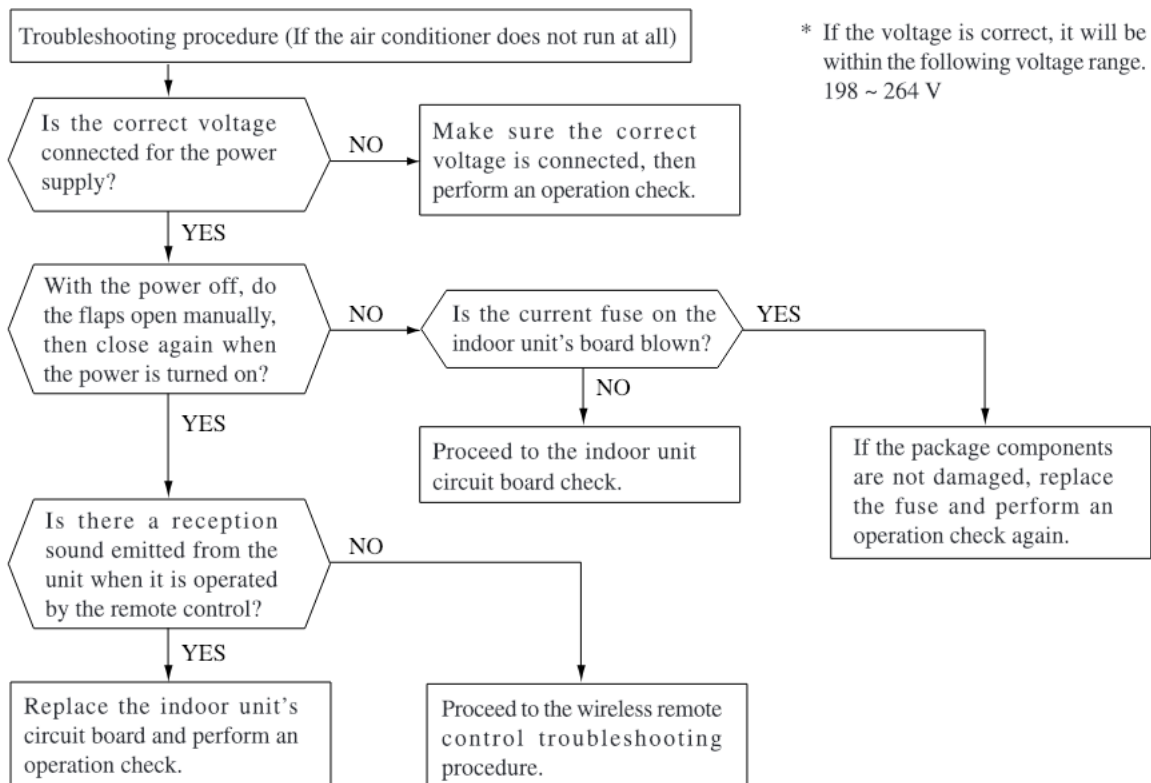 Troubleshooting procedure (If the air conditioner does not run at all)
* If the voltage is correct, it will be
within the following voltage range.
198 ~ 264 V
Is the correct voltage
connected for the power
supply?
NO
Make sure the correct
voltage is connected, then
perform an operation check.
YES
With the power off, do
the flaps open manually,
then close again when
the power is turned on?
NO
Is the current fuse on the
indoor unit's board blown?
YES
NO
YES
Proceed to the indoor unit
circuit board check.
If the package components
are not damaged, replace
the fuse and perform an
operation check again.
Is there a reception
sound emitted from the
unit when it is operated
by the remote control?
NO
YES
Replace the indoor unit's
circuit board and perform an
operation check.
Proceed to the wireless remote
control troubleshooting
procedure.